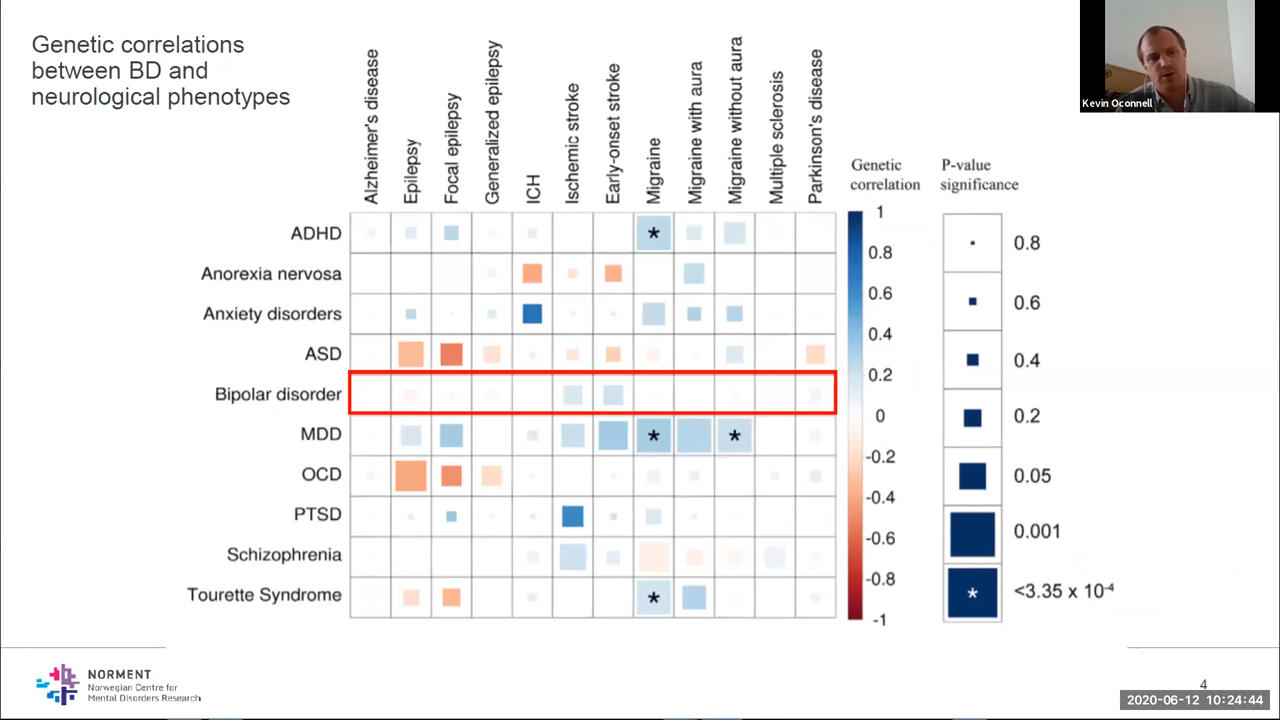 Genetic correlations
between BD and
neurological phenotypes
Kevin Oconnell
Alzheimer's disease
Epilepsy
Focal epilepsy
Generalized epilepsy
ICH
Ischemic stroke
Early-onset stroke
Migraine
Migraine with aura
Migraine without aura
Multiple sclerosis
Parkinson's disease
ADHD
Anorexia nervosa
Anxiety disorders
ASD
Bipolar disorder
MDD
OCD
PTSD
Schizophrenia
Tourette Syndrome
*
* *
*
Genetic
correlation
1
0.8
0.6
0.4
0.2
0
-0.2
-0.4
-0.6
-0.8
-1
P-value
significance
0.8
0.6
0.4
0.2
0.05
0.001
* <3.35 x 10⁻⁴
NORMENT
Norwegian Centre for
Mental Disorders Research
4
2020-06-12 10:24:44